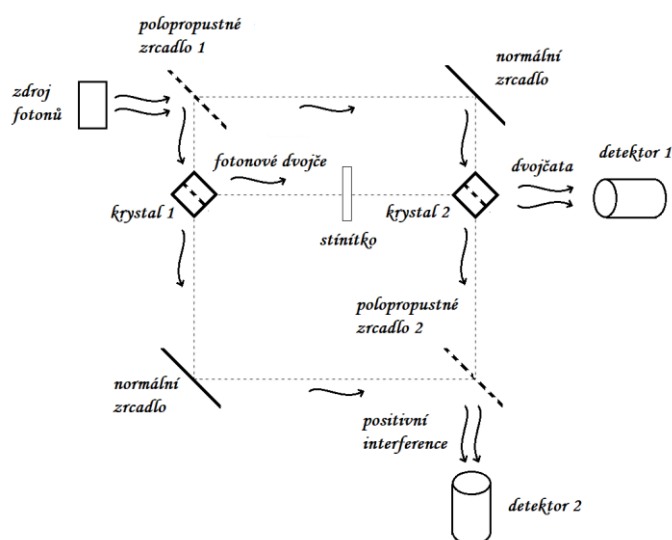 polopropustné
zrcadlo 1
normální
zrcadlo
zdroj
fotonů
fotonové dvojče
dvojčata
detektor 1
krystal 1
krystal 2
stínítko
polopropustné
zrcadlo 2
normální
zrcadlo
positivní
interference
detektor 2